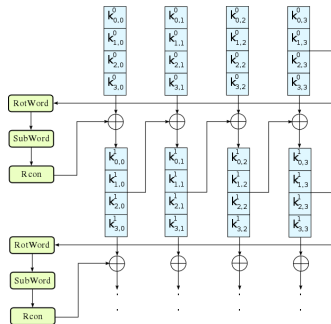 k⁰₀,₀ k⁰₀,₁ k⁰₀,₂ k⁰₀,₃
k⁰₁,₀ k⁰₁,₁ k⁰₁,₂ k⁰₁,₃
k⁰₂,₀ k⁰₂,₁ k⁰₂,₂ k⁰₂,₃
k⁰₃,₀ k⁰₃,₁ k⁰₃,₂ k⁰₃,₃
RotWord
SubWord
Rcon
k¹₀,₀ k¹₀,₁ k¹₀,₂ k¹₀,₃
k¹₁,₀ k¹₁,₁ k¹₁,₂ k¹₁,₃
k¹₂,₀ k¹₂,₁ k¹₂,₂ k¹₂,₃
k¹₃,₀ k¹₃,₁ k¹₃,₂ k¹₃,₃
RotWord
SubWord
Rcon